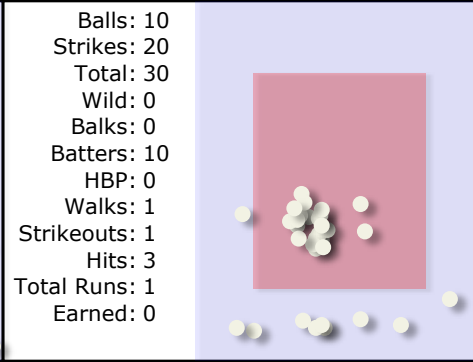 Balls: 10
Strikes: 20
Total: 30
Wild: 0
Balks: 0
Batters: 10
HBP: 0
Walks: 1
Strikeouts: 1
Hits: 3
Total Runs: 1
Earned: 0